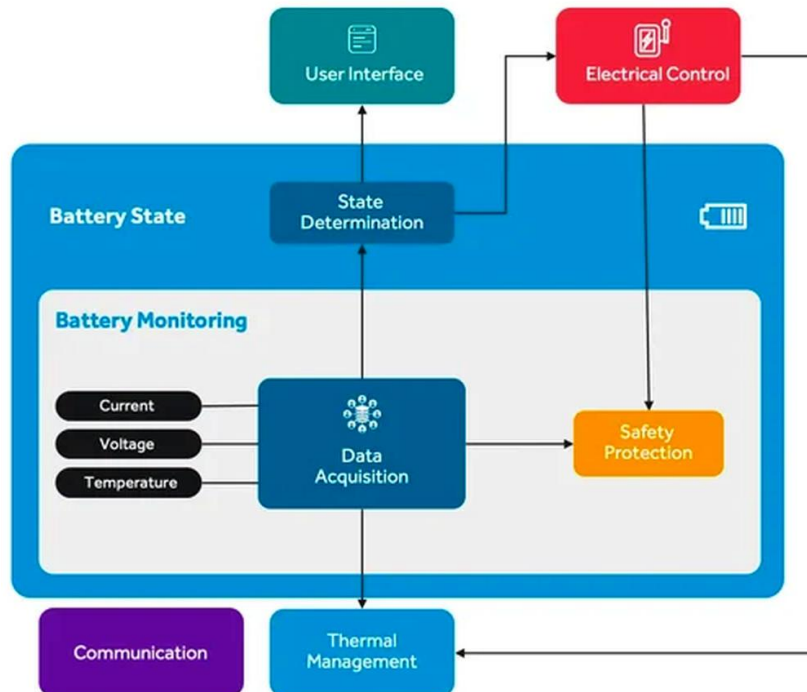 User Interface
Electrical Control
Battery State
State
Determination
Battery Monitoring
Current
Voltage
Temperature
Data
Acquisition
Safety
Protection
Communication
Thermal
Management